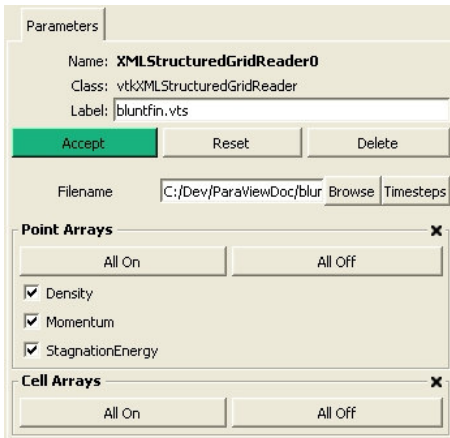 Parameters
Name: XMLStructuredGridReader0
Class: vtkXMLStructuredGridReader
Label: bluntfin.vts
Accept Reset Delete
Filename C:/Dev/ParaViewDoc/blur Browse Timesteps
Point Arrays
All On All Off
Density
Momentum
StagnationEnergy
Cell Arrays
All On All Off